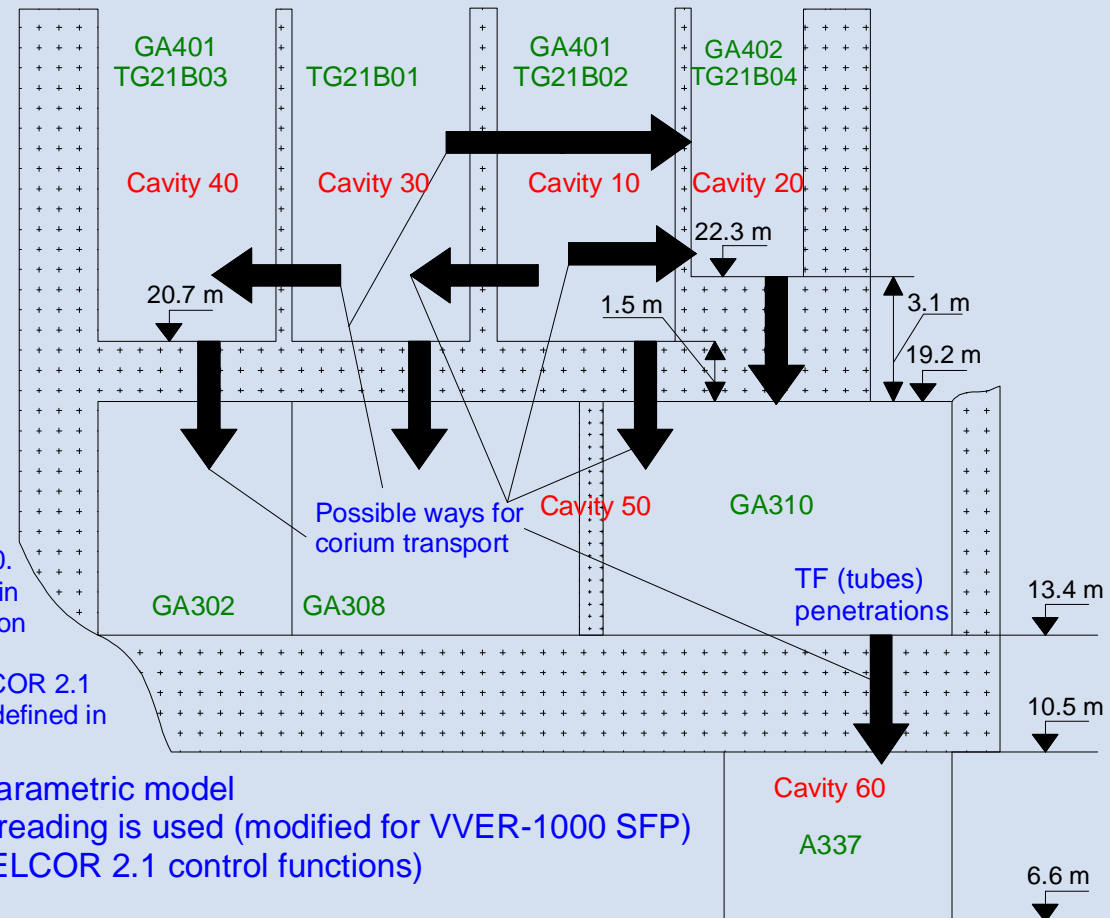 GA401
TG21B03
TG21B01
GA401
TG21B02
GA402
TG21B04
Cavity 40
Cavity 30
Cavity 10
Cavity 20
22.3 m
20.7 m
1.5 m
3.1 m
19.2 m
Possible ways for
corium transport
Cavity 50
GA310
TF (tubes)
penetrations
GA302
GA308
13.4 m
0.
in
on
COR 2.1
defined in
10.5 m
arametric model
reading is used (modified for VVER-1000 SFP)
ELCOR 2.1 control functions)
Cavity 60
A337
6.6 m